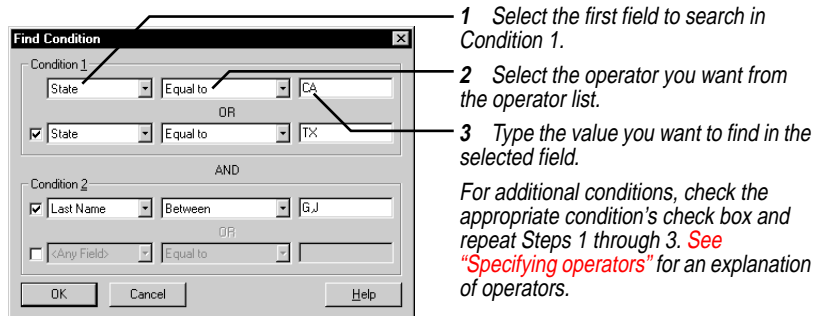 Find Condition
Condition 1
State Equal to CA
OR
State Equal to TX
AND
Condition 2
Last Name Between G,J
OR
<Any Field> Equal to
OK Cancel Help
1 Select the first field to search in
Condition 1.
2 Select the operator you want from
the operator list.
3 Type the value you want to find in the
selected field.
For additional conditions, check the
appropriate condition's check box and
repeat Steps 1 through 3. See
“Specifying operators” for an explanation
of operators.